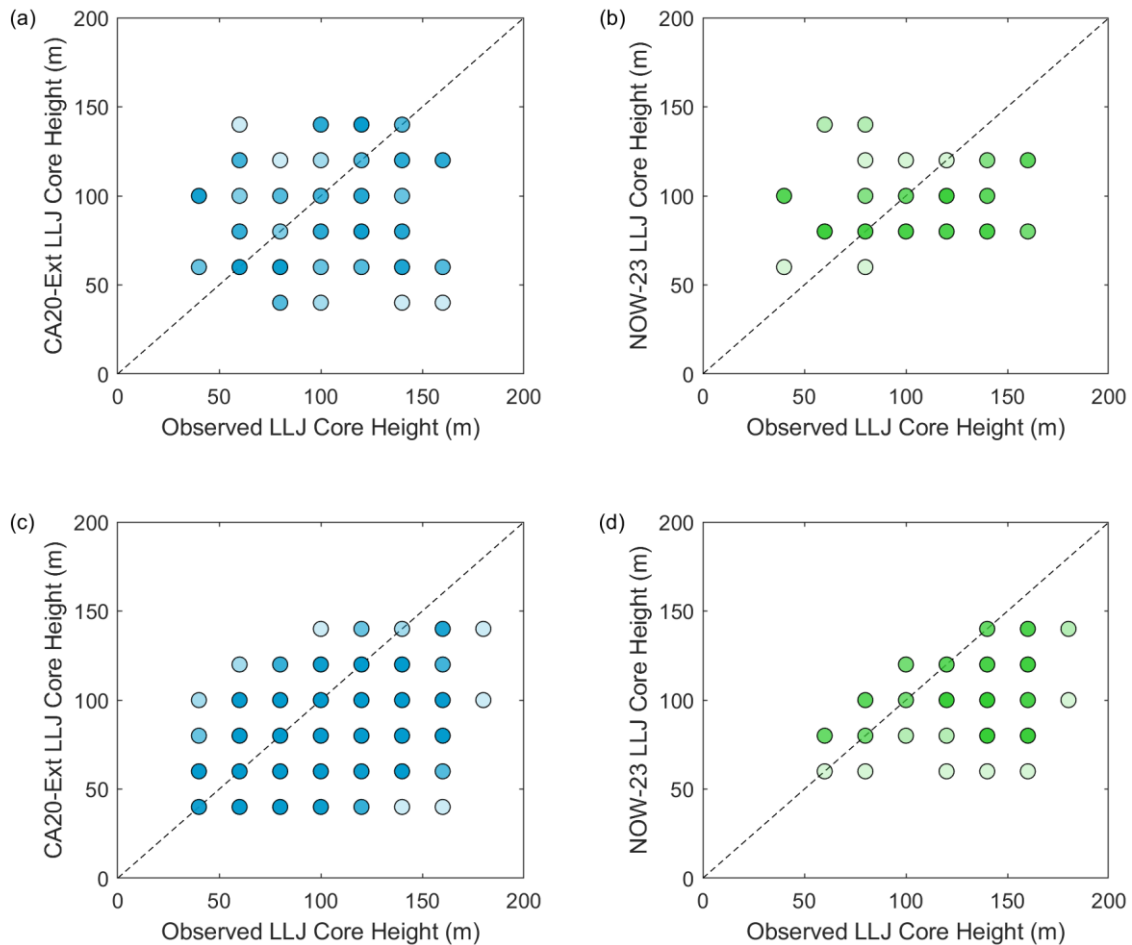 (a)
CA20-Ext LLJ Core Height (m)
200
150
100
50
0
0 50 100 150 200
Observed LLJ Core Height (m)
(b)
NOW-23 LLJ Core Height (m)
200
150
100
50
0
0 50 100 150 200
Observed LLJ Core Height (m)
(c)
CA20-Ext LLJ Core Height (m)
200
150
100
50
0
0 50 100 150 200
Observed LLJ Core Height (m)
(d)
NOW-23 LLJ Core Height (m)
200
150
100
50
0
0 50 100 150 200
Observed LLJ Core Height (m)